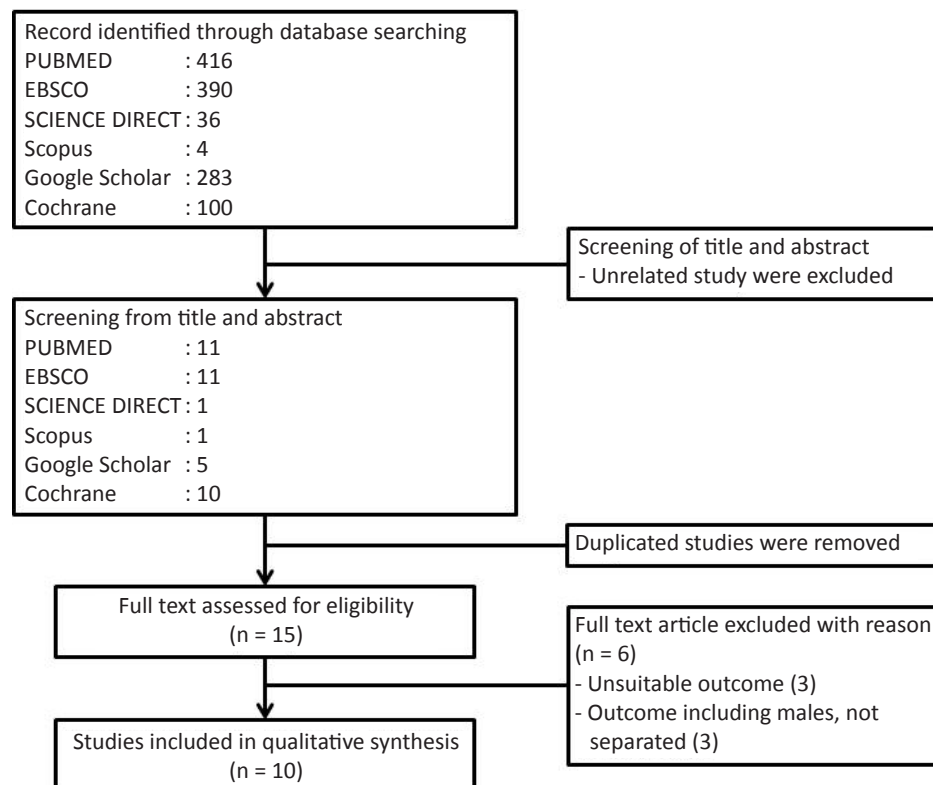 Record identified through database searching
PUBMED : 416
EBSCO : 390
SCIENCE DIRECT : 36
Scopus : 4
Google Scholar : 283
Cochrane : 100
Screening of title and abstract
- Unrelated study were excluded
Screening from title and abstract
PUBMED : 11
EBSCO : 11
SCIENCE DIRECT : 1
Scopus : 1
Google Scholar : 5
Cochrane : 10
Duplicated studies were removed
Full text assessed for eligibility
(n = 15)
Full text article excluded with reason
(n = 6)
- Unsuitable outcome (3)
- Outcome including males, not
separated (3)
Studies included in qualitative synthesis
(n = 10)